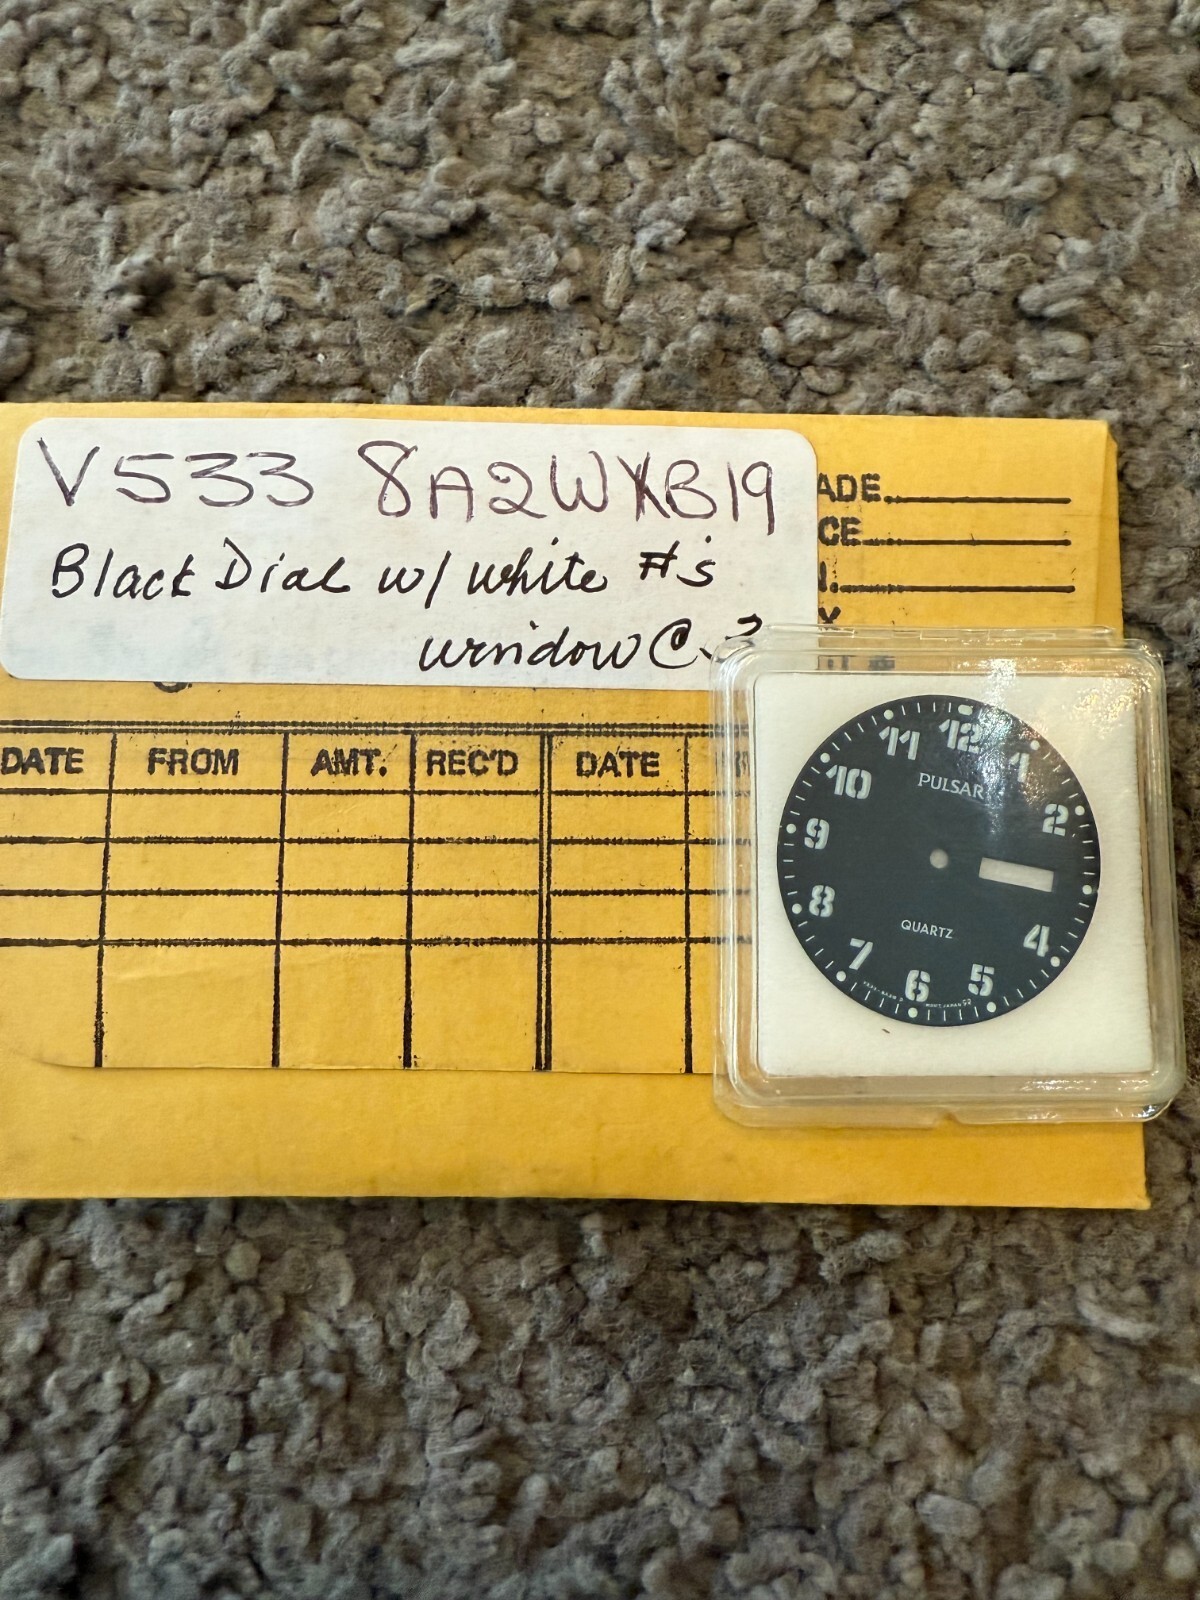 V533 8A2WXB19
Black Dial w/ white #'s
window @ 3
ADE
CE
DATE FROM AMT. REC'D DATE
12
11 1
10 2
PULSAR
9
8 4
QUARTZ
7 5
6